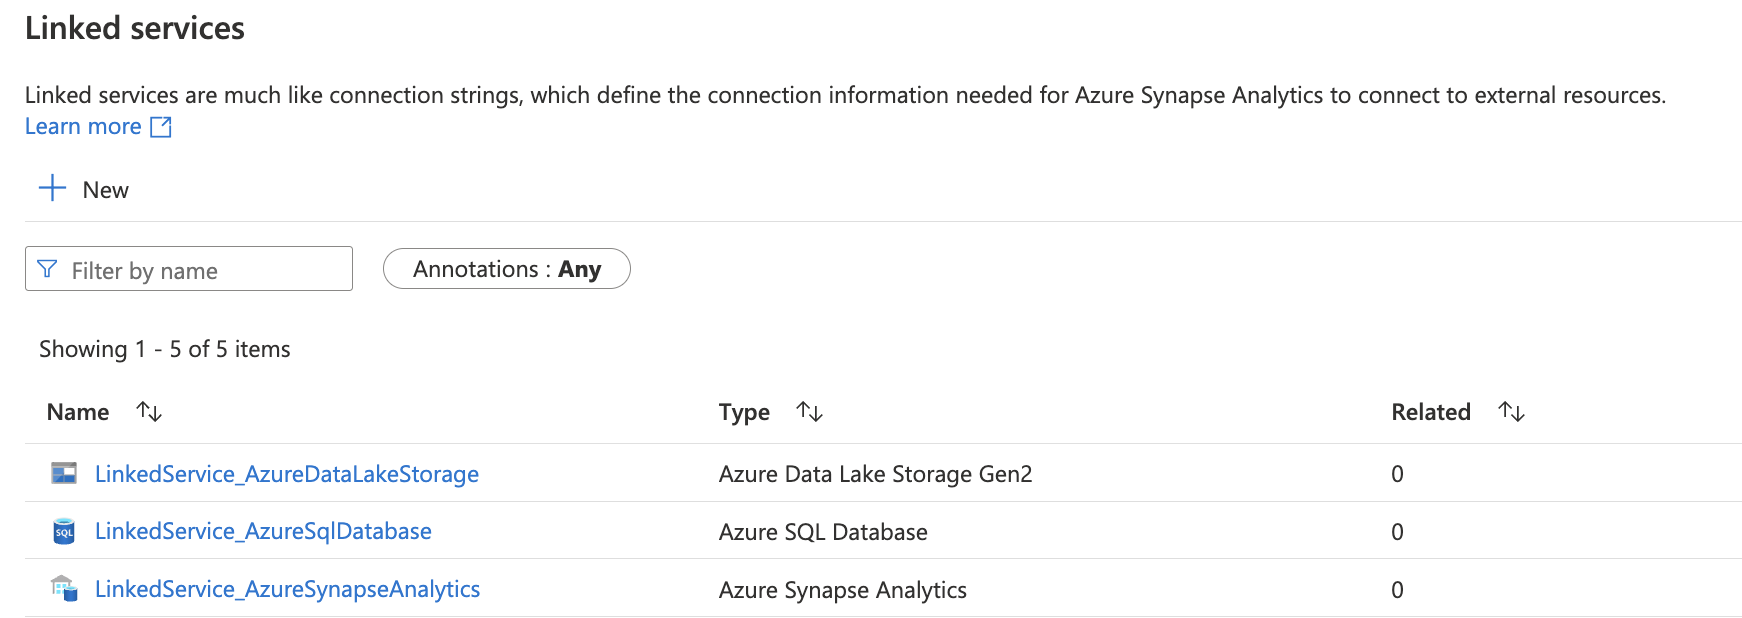 Linked services
Linked services are much like connection strings, which define the connection information needed for Azure Synapse Analytics to connect to external resources.
Learn more
New
Filter by name
Annotations : Any
Showing 1 - 5 of 5 items
Name Type Related
LinkedService_AzureDataLakeStorage Azure Data Lake Storage Gen2 0
SQL LinkedService_AzureSqlDatabase Azure SQL Database 0
LinkedService_AzureSynapseAnalytics Azure Synapse Analytics 0